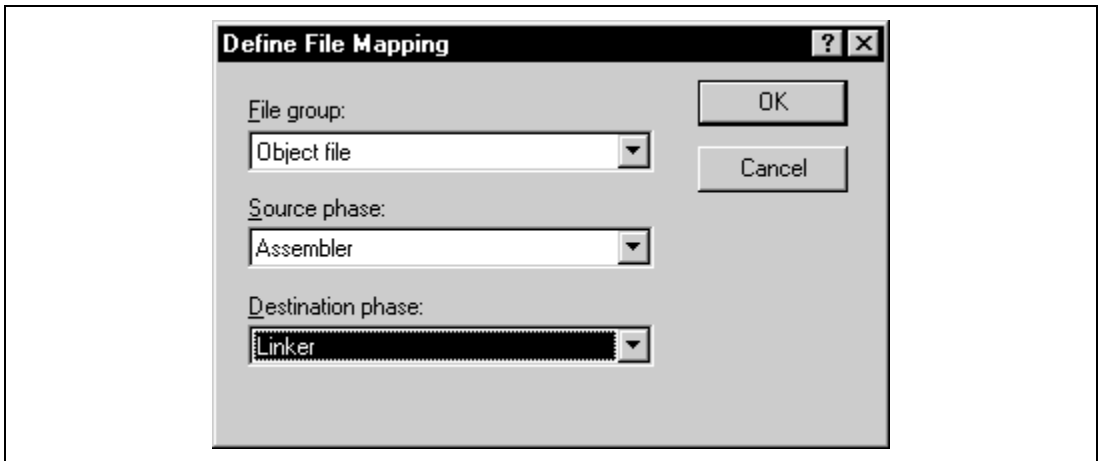 Define File Mapping
File group:
OK
Object file
Cancel
Source phase:
Assembler
Destination phase:
Linker